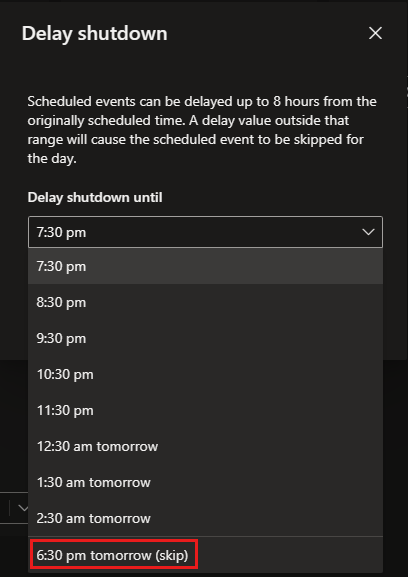 Delay shutdown
Scheduled events can be delayed up to 8 hours from the
originally scheduled time. A delay value outside that
range will cause the scheduled event to be skipped for
the day.
Delay shutdown until
7:30 pm
7:30 pm
8:30 pm
9:30 pm
10:30 pm
11:30 pm
12:30 am tomorrow
1:30 am tomorrow
2:30 am tomorrow
6:30 pm tomorrow (skip)